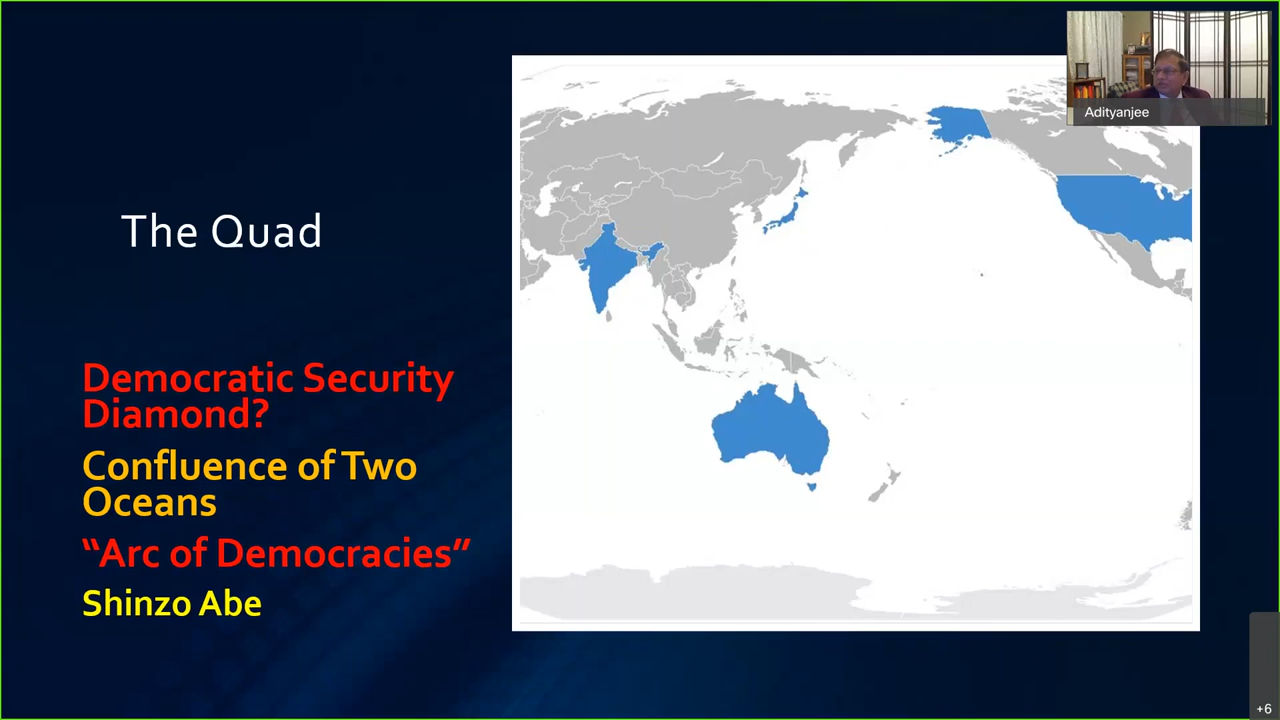 Adityanjee
The Quad
Democratic Security
Diamond?
Confluence of Two
Oceans
“Arc of Democracies”
Shinzo Abe
+6